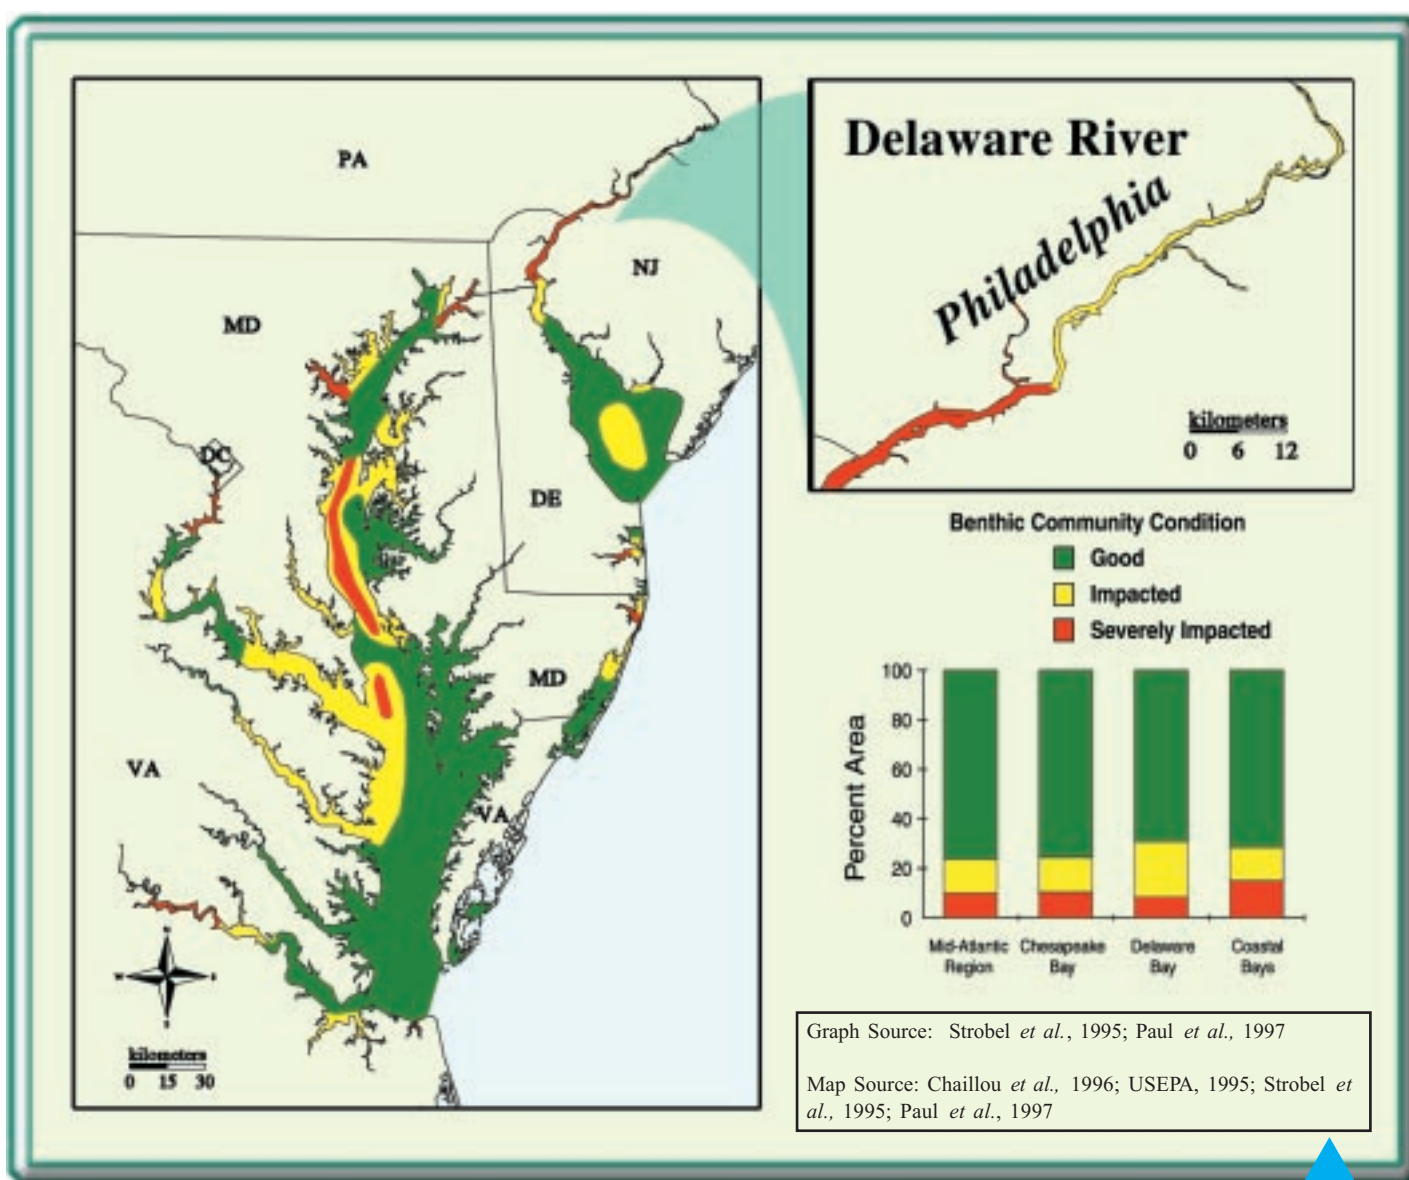 PA
NJ
MD
DC
DE
MD
VA
VA
N
W
E
S
kilometers
0 15 30
Delaware River
Philadelphia
kilometers
0 6 12
Benthic Community Condition
Good
Impacted
Severely Impacted
Percent Area
100
80
60
40
20
0
Mid-Atlantic
Region
Chesapeake
Bay
Delaware
Bay
Coastal
Bays
Graph Source: Strobel et al., 1995; Paul et al., 1997
Map Source: Chaillou et al., 1996; USEPA, 1995; Strobel et
al., 1995; Paul et al., 1997